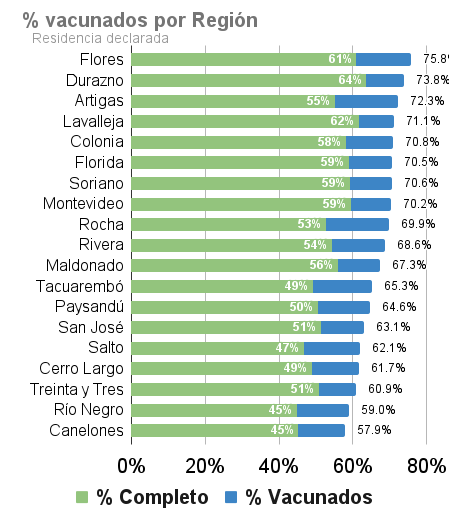 % vacunados por Región
Residencia declarada
Flores 61% 75.8%
Durazno 64% 73.8%
Artigas 55% 72.3%
Lavalleja 62% 71.1%
Colonia 58% 70.8%
Florida 59% 70.5%
Soriano 59% 70.6%
Montevideo 59% 70.2%
Rocha 53% 69.9%
Rivera 54% 68.6%
Maldonado 56% 67.3%
Tacuarembó 49% 65.3%
Paysandú 50% 64.6%
San José 51% 63.1%
Salto 47% 62.1%
Cerro Largo 49% 61.7%
Treinta y Tres 51% 60.9%
Río Negro 45% 59.0%
Canelones 45% 57.9%
0% 20% 40% 60% 80%
% Completo % Vacunados